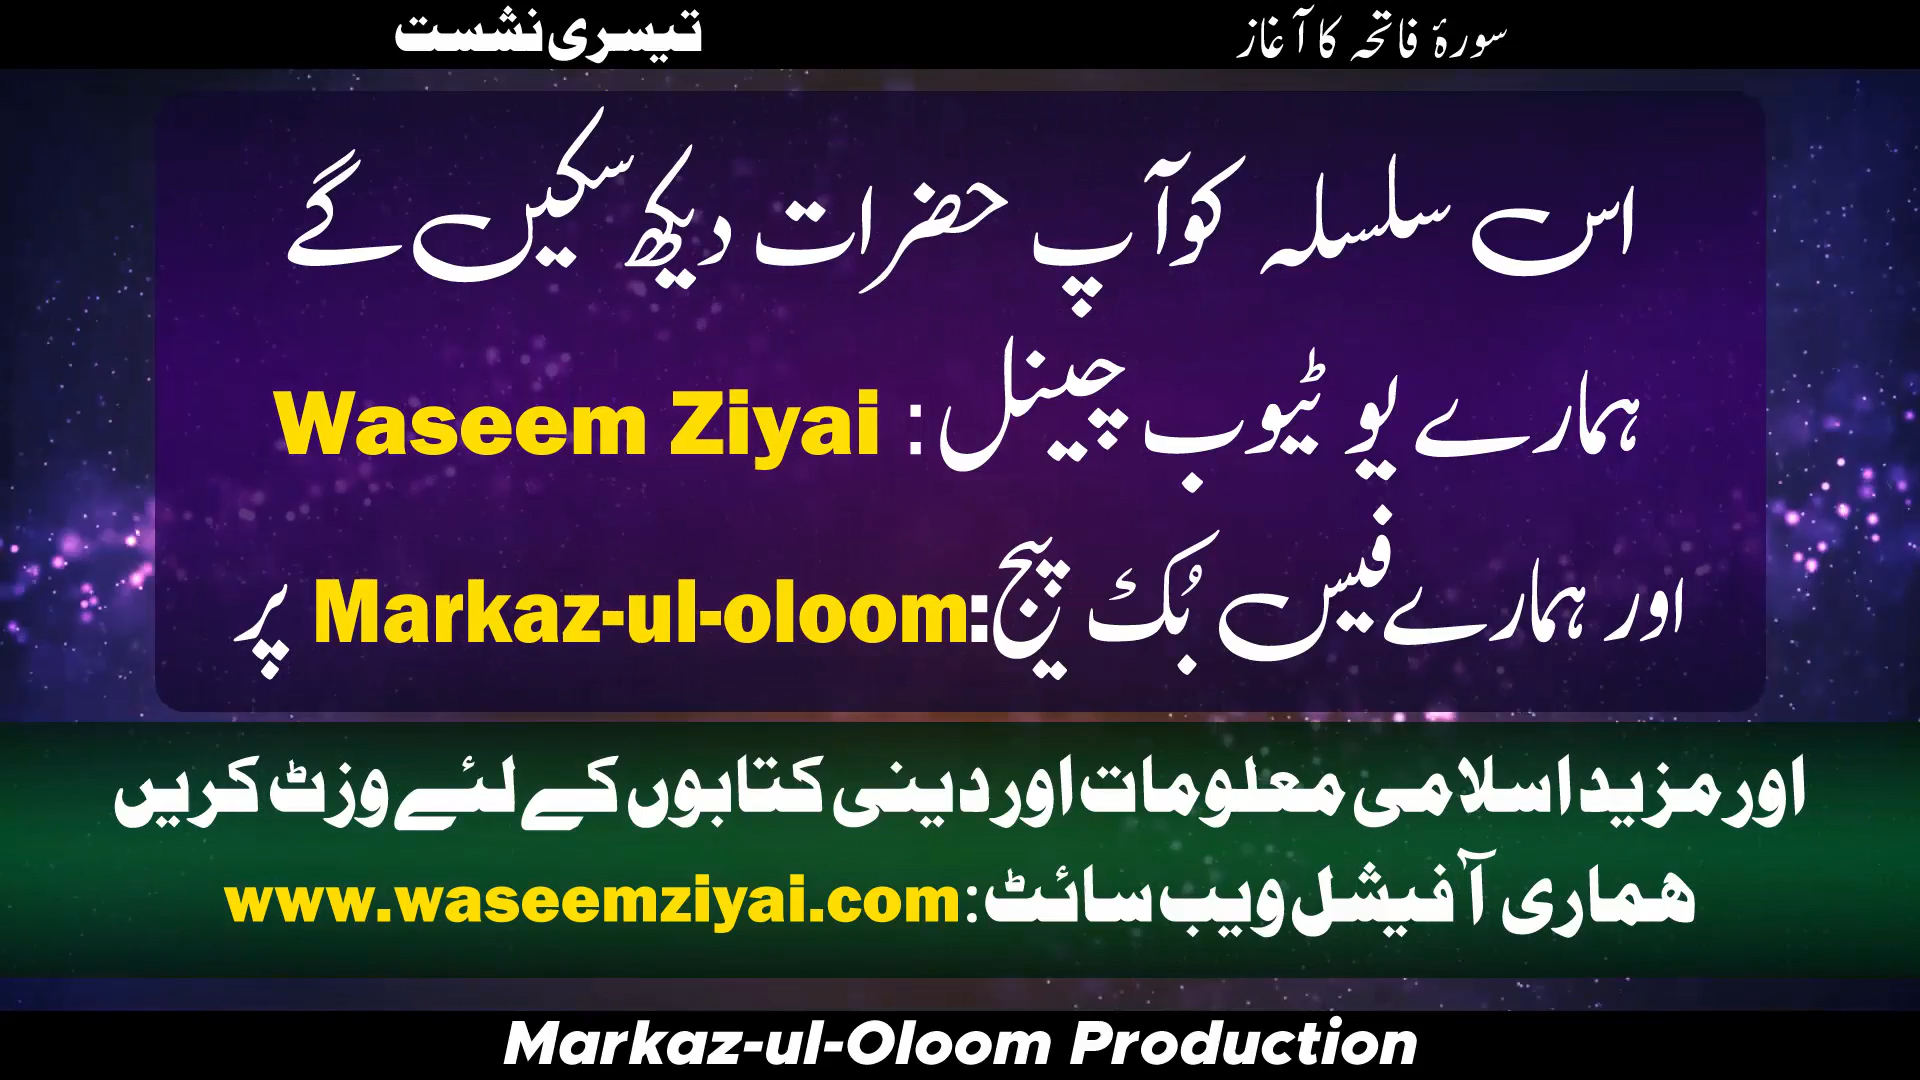 سورۂ فاتحہ کا آغاز
تیسری نشست
اس سلسلہ کو آپ حضرات دیکھ سکیں گے
ہمارے یو ٹیوب چینل : Waseem Ziyai
اور ہمارے فیس بُک پیج:Markaz-ul-oloom پر
اور مزید اسلامی معلومات اور دینی کتابوں کے لئے وزٹ کریں
ہماری آفیشل ویب سائٹ:www.waseemziyai.com
Markaz-ul-Oloom Production